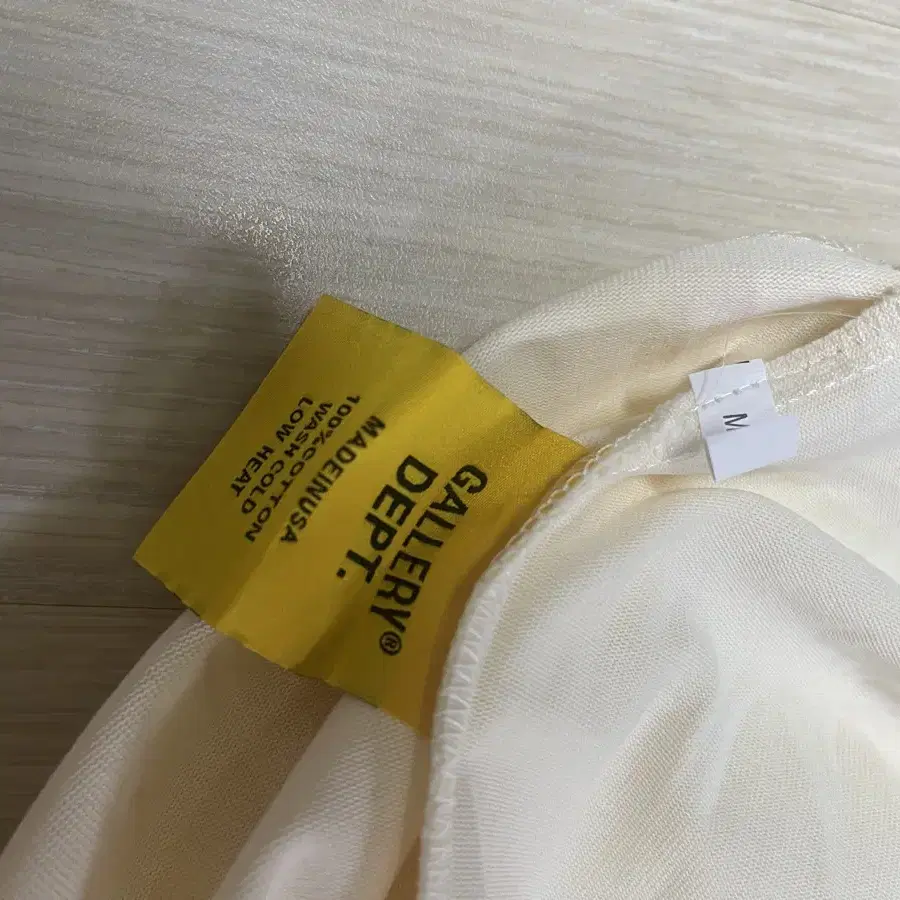 GALLERY
DEPT.®
MADEINUSA
100%COTTON
WASH COLD
LOW HEAT
M